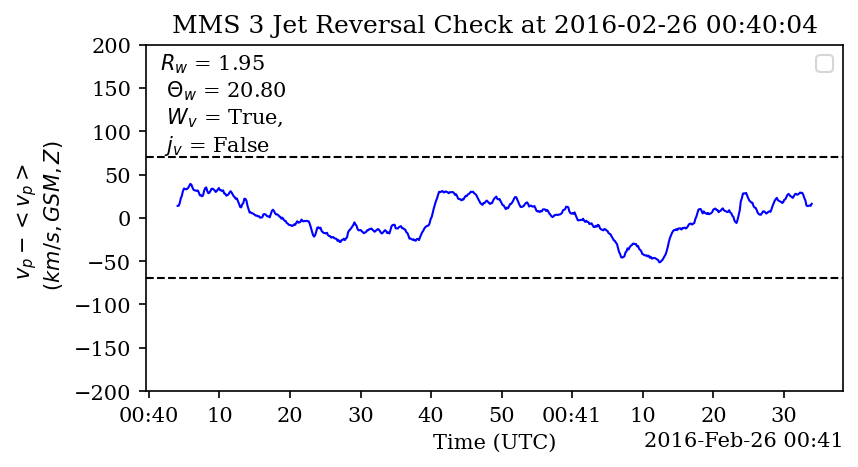 MMS 3 Jet Reversal Check at 2016-02-26 00:40:04
R_w = 1.95
Θ_w = 20.80
W_v = True,
j_v = False
v_p − < v_p >
(km/s, GSM, Z)
200
150
100
50
0
−50
−100
−150
−200
00:40 10 20 30 40 50 00:41 10 20 30
Time (UTC)
2016-Feb-26 00:41